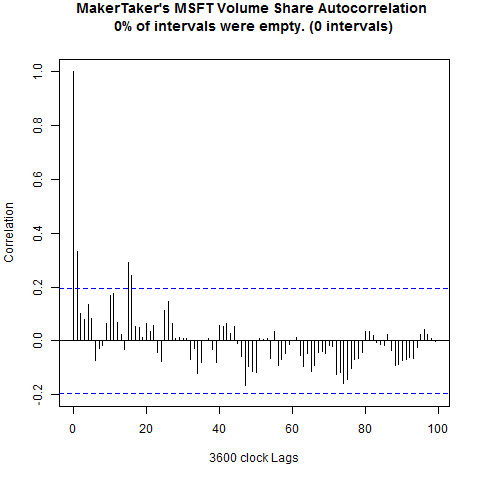 MakerTaker's MSFT Volume Share Autocorrelation
0% of intervals were empty. (0 intervals)
Correlation
1.0
0.8
0.6
0.4
0.2
0.0
-0.2
0 20 40 60 80 100
3600 clock Lags